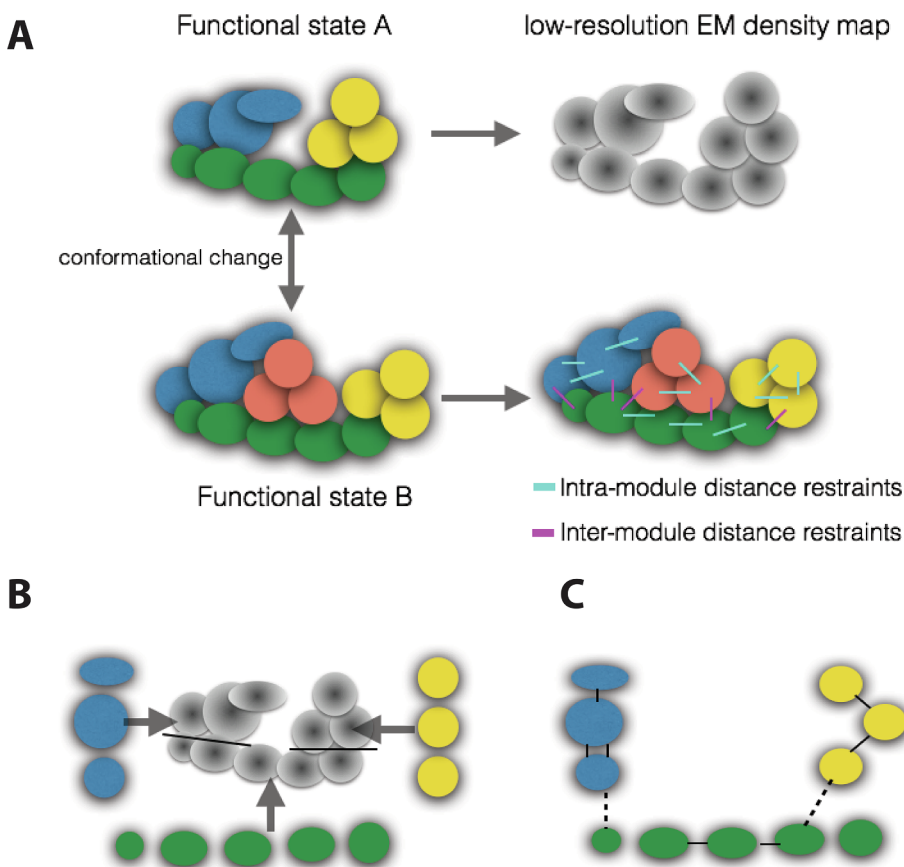 A
Functional state A
low-resolution EM density map
conformational change
Functional state B
Intra-module distance restraints
Inter-module distance restraints
B
C